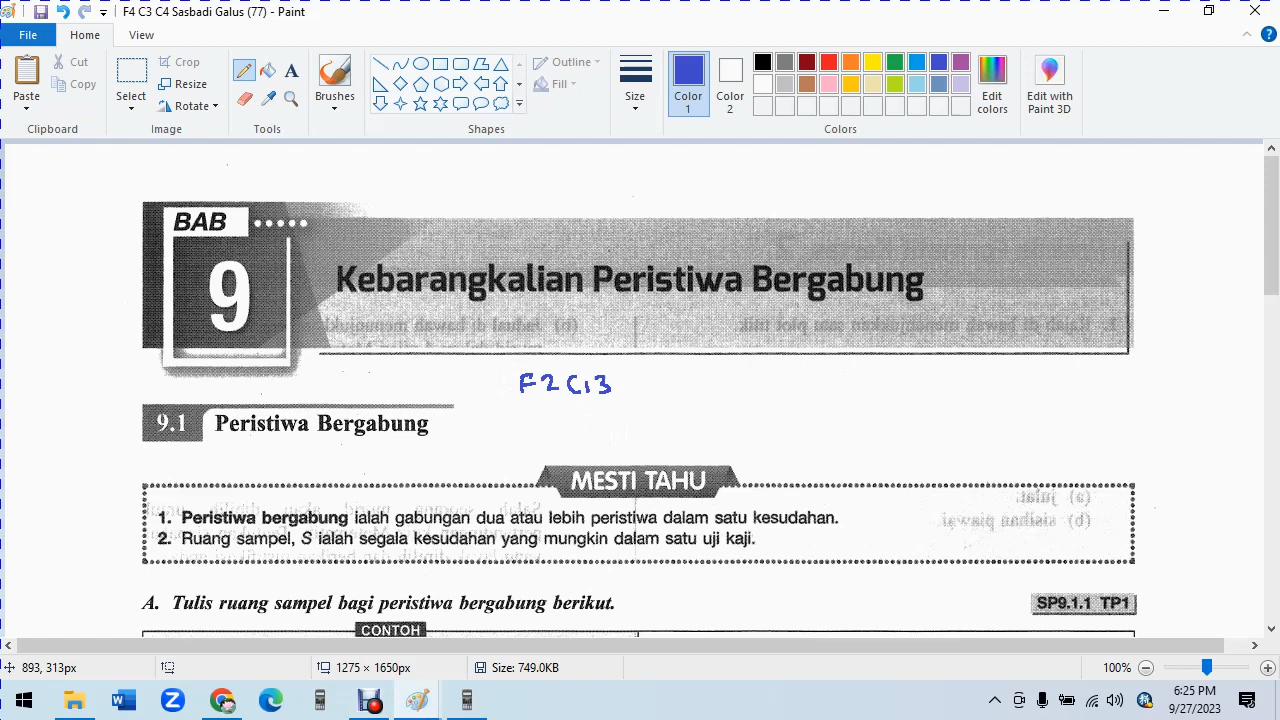 F4 C3 C4 Sasbadi Galus (77) - Paint
File
Home
View
Paste
Cut
Copy
Clipboard
Select
Crop
Resize
Rotate
Image
Tools
Brushes
Shapes
Outline
Fill
Size
Color 1
Color 2
Edit colors
Edit with Paint 3D
Colors
BAB
9
Kebarangkalian Peristiwa Bergabung
F2 C13
9.1 Peristiwa Bergabung
MESTI TAHU
1. Peristiwa bergabung ialah gabungan dua atau lebih peristiwa dalam satu kesudahan.
2. Ruang sampel, S ialah segala kesudahan yang mungkin dalam satu uji kaji.
A. Tulis ruang sampel bagi peristiwa bergabung berikut.
SP9.1.1 TP1
CONTOH
893, 313px
1275 × 1650px
Size: 749.0KB
100%
6:25 PM
9/27/2023